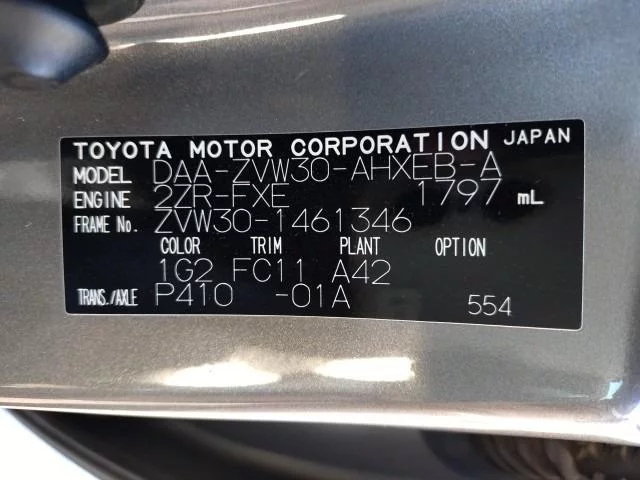 TOYOTA MOTOR CORPORATION JAPAN
MODEL DAA-ZVW30-AHXEB-A
ENGINE 2ZR-FXE 1797 mL
FRAME No. ZVW30-1461346
COLOR TRIM PLANT OPTION
1G2 FC11 A42
TRANS./AXLE P410 -01A 554